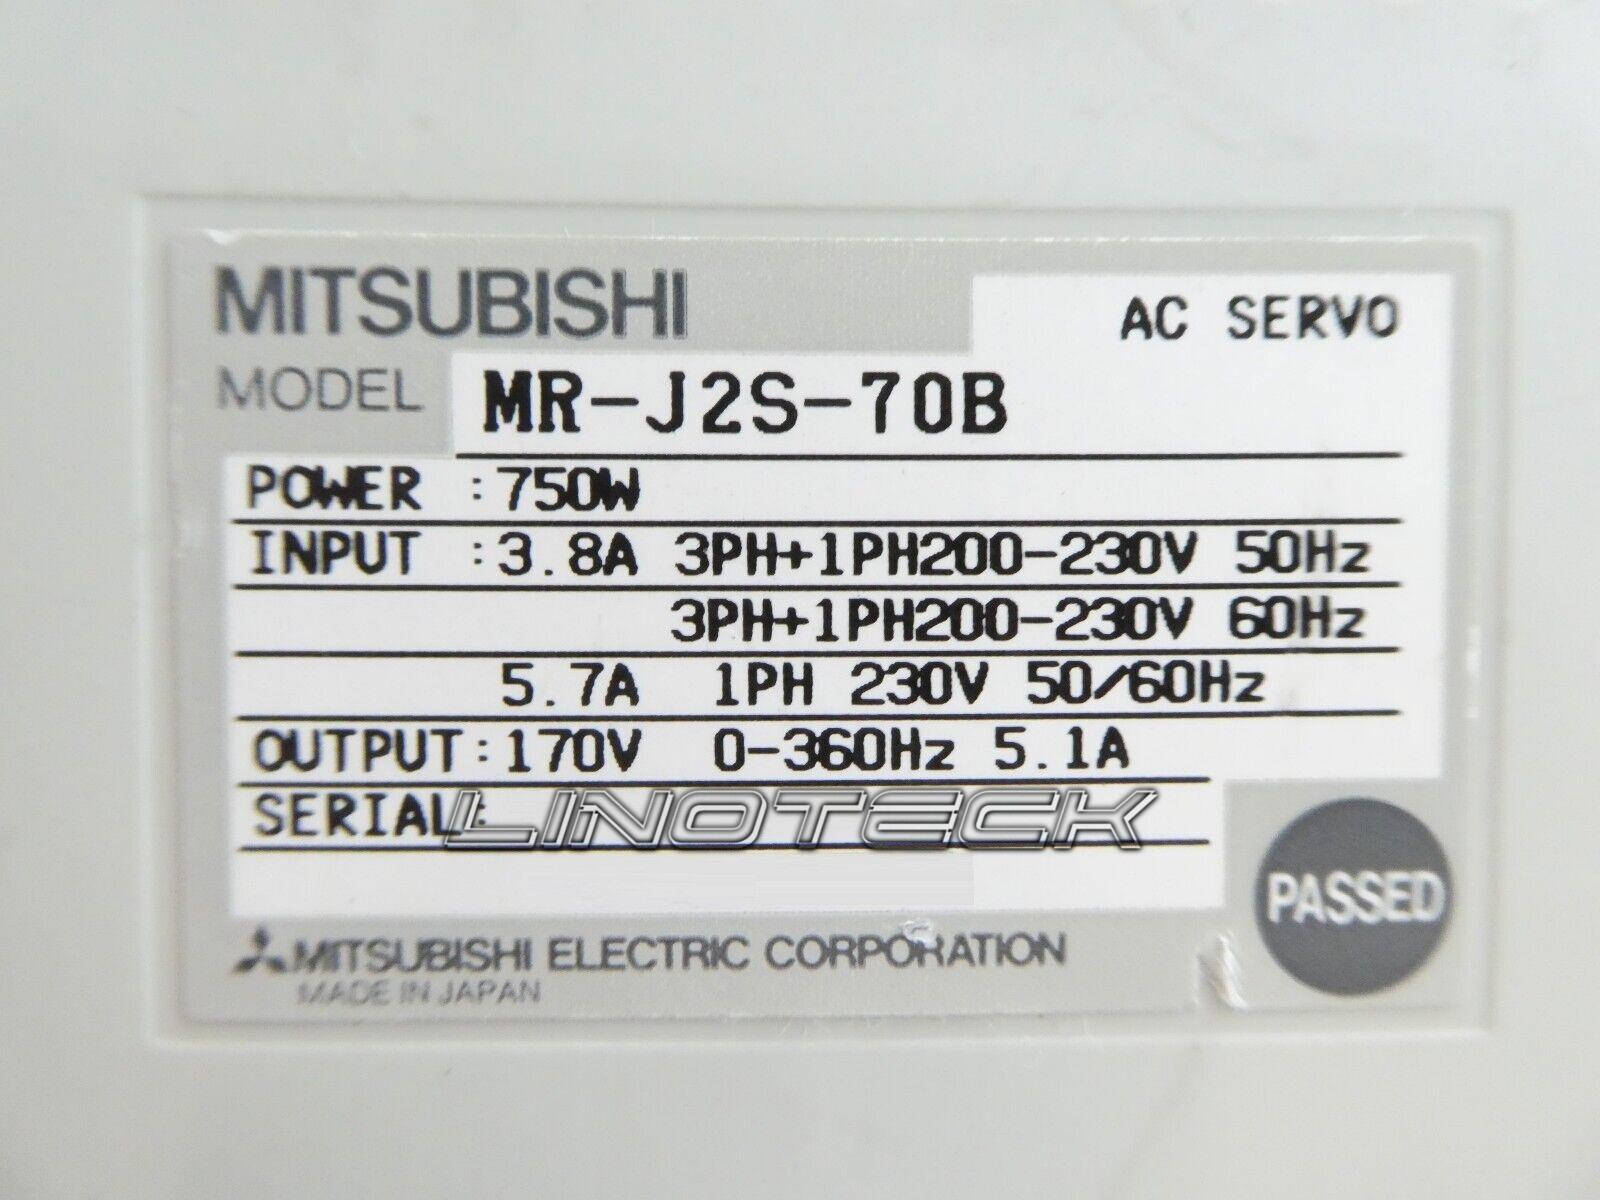 MITSUBISHI
AC SERVO
MODEL MR-J2S-70B
POWER :750W
INPUT :3.8A 3PH+1PH200-230V 50Hz
3PH+1PH200-230V 60Hz
5.7A 1PH 230V 50/60Hz
OUTPUT:170V 0-360Hz 5.1A
SERIAL:
LINOTECK
PASSED
MITSUBISHI ELECTRIC CORPORATION
MADE IN JAPAN